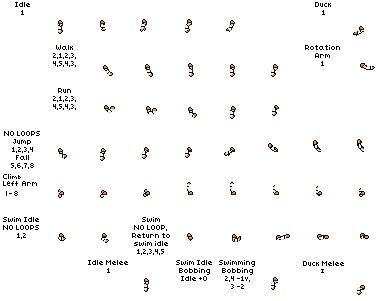 Idle
1
Duck
1
Walk
2,1,2,3,
4,5,4,3,
Rotation
Arm
1
Run
2,1,2,3,
4,5,4,3,
NO LOOPS
Jump
1,2,3,4
Fall
5,6,7,8
Climb
Left Arm
1-8
Swim Idle
NO LOOPS
1,2
Swim
NO LOOP,
Return to
swim idle
1,2,3,4,5
Idle Melee
1
Swim Idle
Bobbing
Idle +0
Swimming
Bobbing
2,4 -1v,
3 -2
Duck Melee
1